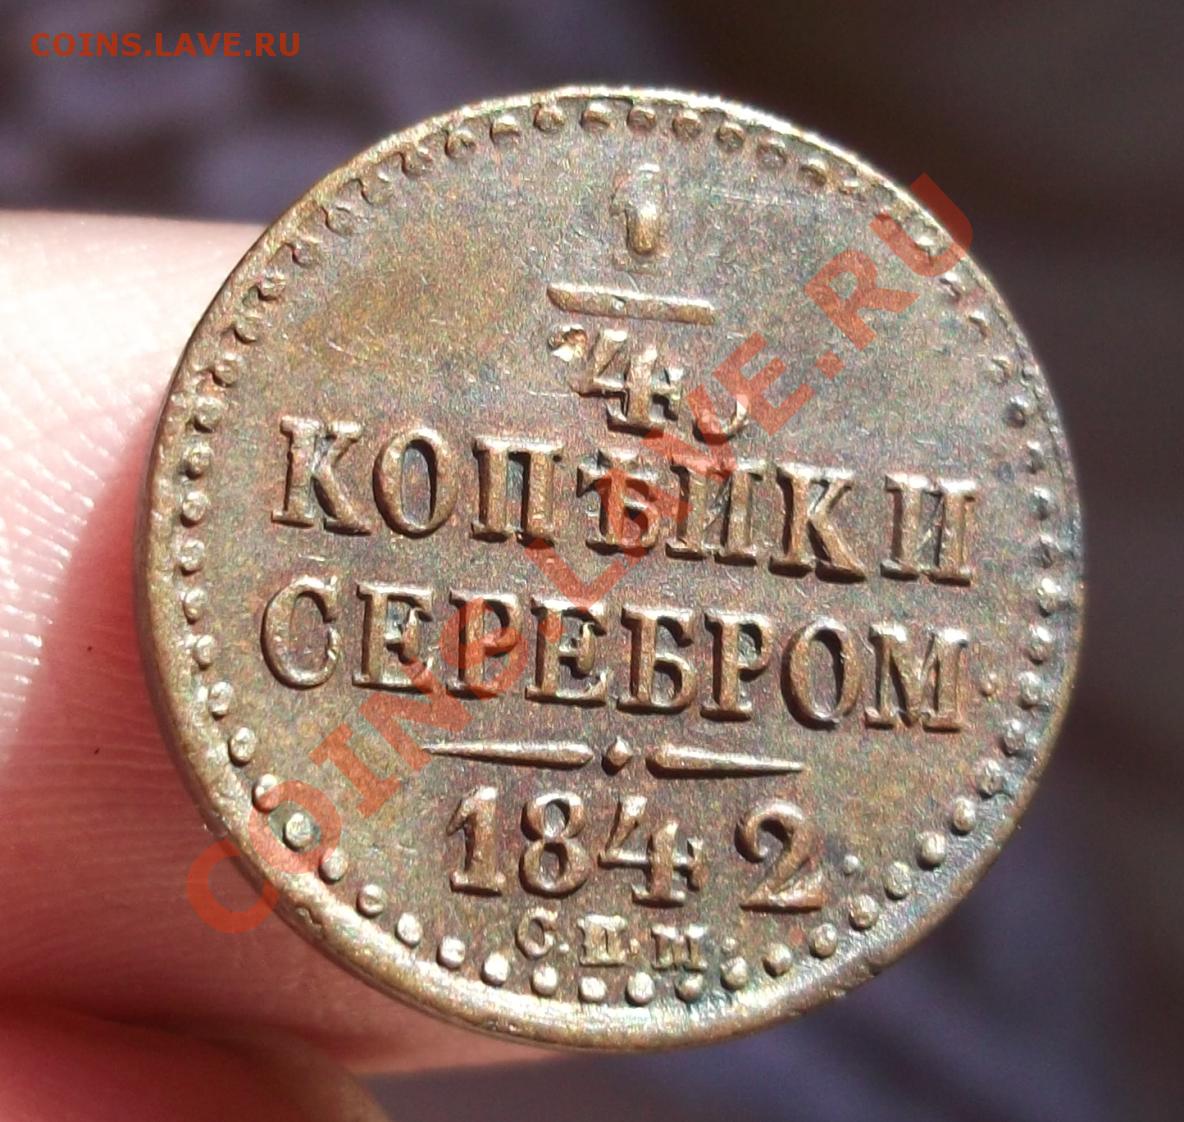 COINS.LAVE.RU
1
4
КОПѢЙКИ
СЕРЕБРОМ.
1842.
С.П.М.
COINS.LAVE.RU